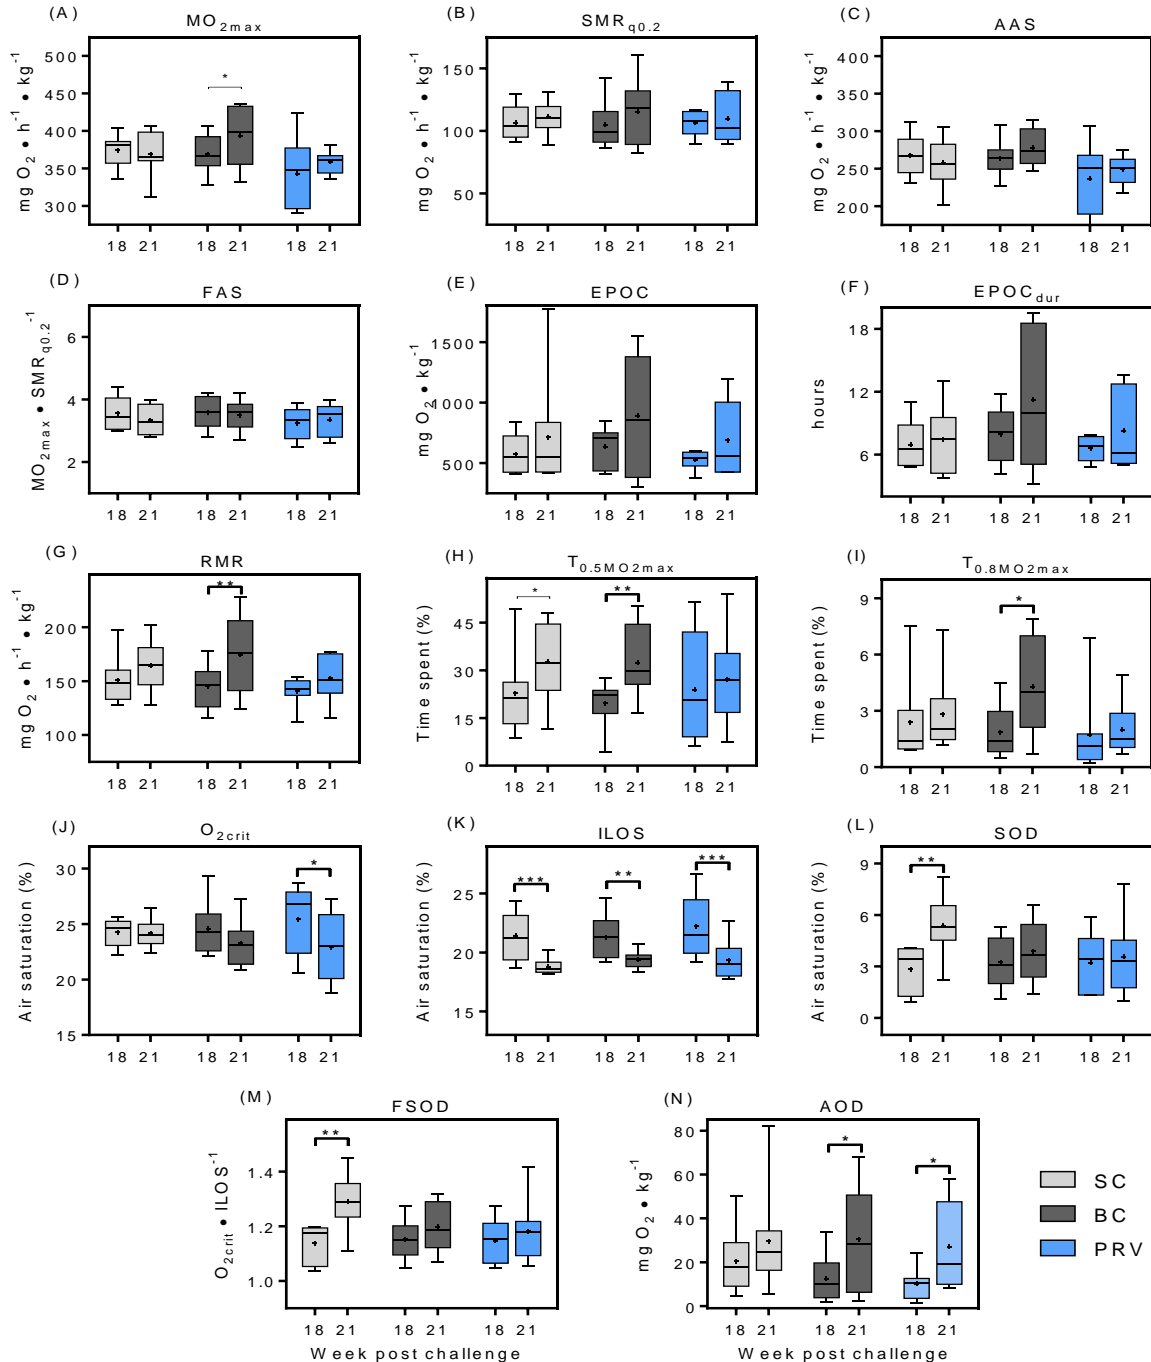 (A) MO2max
mg O2 • h-1 • kg-1
500
450
400
350
300
*
18 21 18 21 18 21
(B) SMRq0.2
mg O2 • h-1 • kg-1
150
100
50
18 21 18 21 18 21
(C) AAS
mg O2 • h-1 • kg-1
400
350
300
250
200
18 21 18 21 18 21
(D) FAS
MO2max • SMRq0.2-1
6
4
2
18 21 18 21 18 21
(E) EPOC
mg O2 • kg-1
1500
1000
500
18 21 18 21 18 21
(F) EPOCdur
hours
18
12
6
18 21 18 21 18 21
(G) RMR
mg O2 • h-1 • kg-1
200
150
100
**
18 21 18 21 18 21
(H) T0.5MO2max
Time spent (%)
45
30
15
0
* **
18 21 18 21 18 21
(I) T0.8MO2max
Time spent (%)
9
6
3
0
*
18 21 18 21 18 21
(J) O2crit
Air saturation (%)
30
25
20
15
*
18 21 18 21 18 21
(K) ILOS
Air saturation (%)
30
25
20
15
*** ** ***
18 21 18 21 18 21
(L) SOD
Air saturation (%)
9
6
3
0
**
18 21 18 21 18 21
(M) FSOD
O2crit • ILOS-1
1.4
1.2
1.0
**
18 21 18 21 18 21
Week post challenge
(N) AOD
mg O2 • kg-1
80
60
40
20
0
* *
18 21 18 21 18 21
Week post challenge
SC
BC
PRV